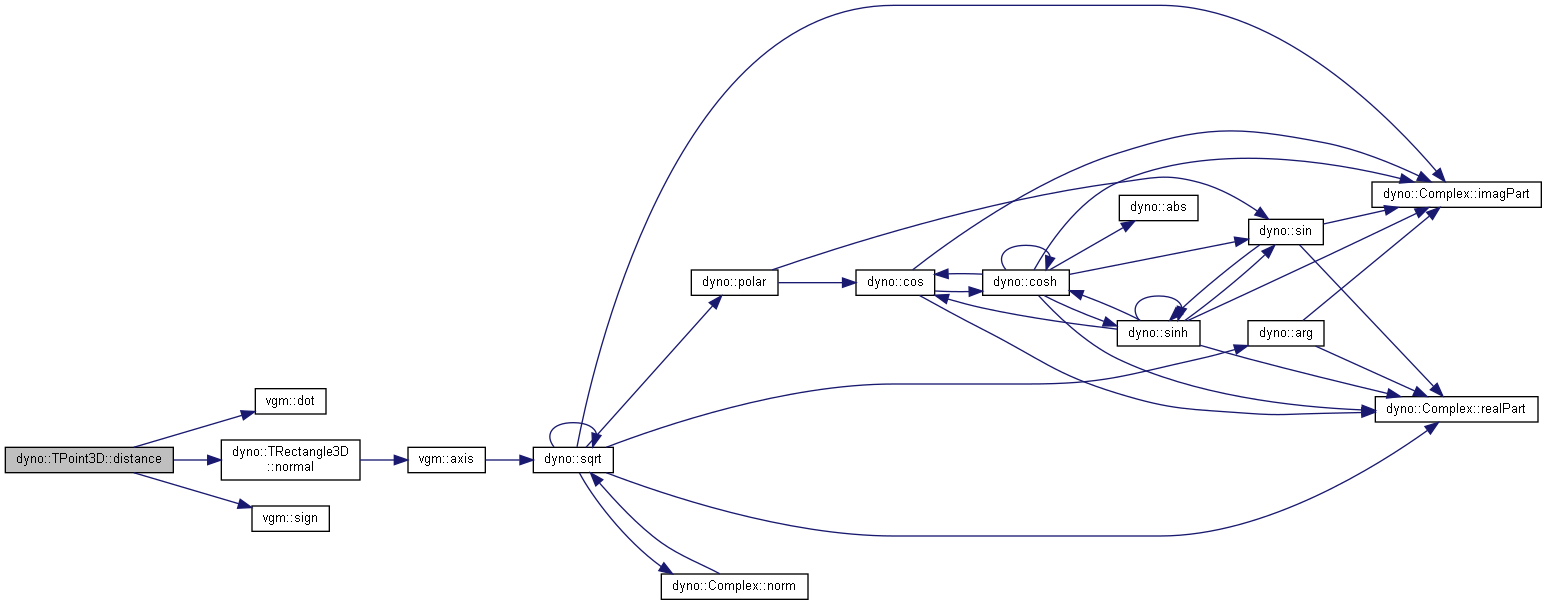 dyno::TPoint3D::distance
vgm::dot
dyno::TRectangle3D
::normal
vgm::sign
vgm::axis
dyno::sqrt
dyno::polar
dyno::Complex::norm
dyno::cos
dyno::cosh
dyno::abs
dyno::sinh
dyno::sin
dyno::arg
dyno::Complex::imagPart
dyno::Complex::realPart